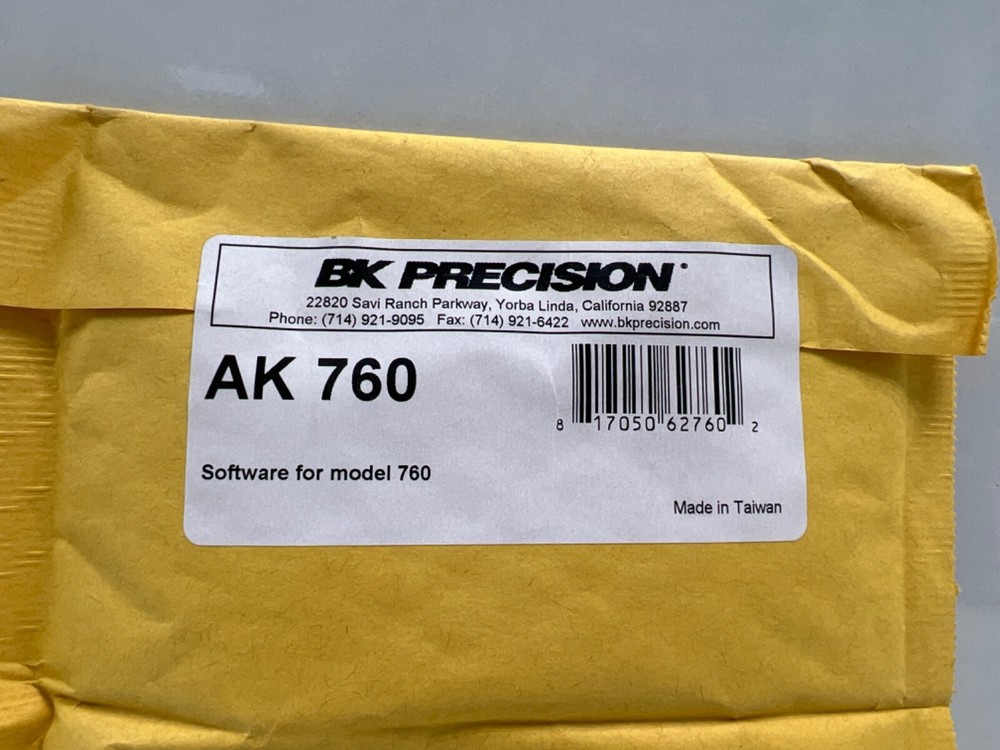 BK PRECISION®
22820 Savi Ranch Parkway, Yorba Linda, California 92887
Phone: (714) 921-9095 Fax: (714) 921-6422 www.bkprecision.com
AK 760
8 17050 62760 2
Software for model 760
Made in Taiwan